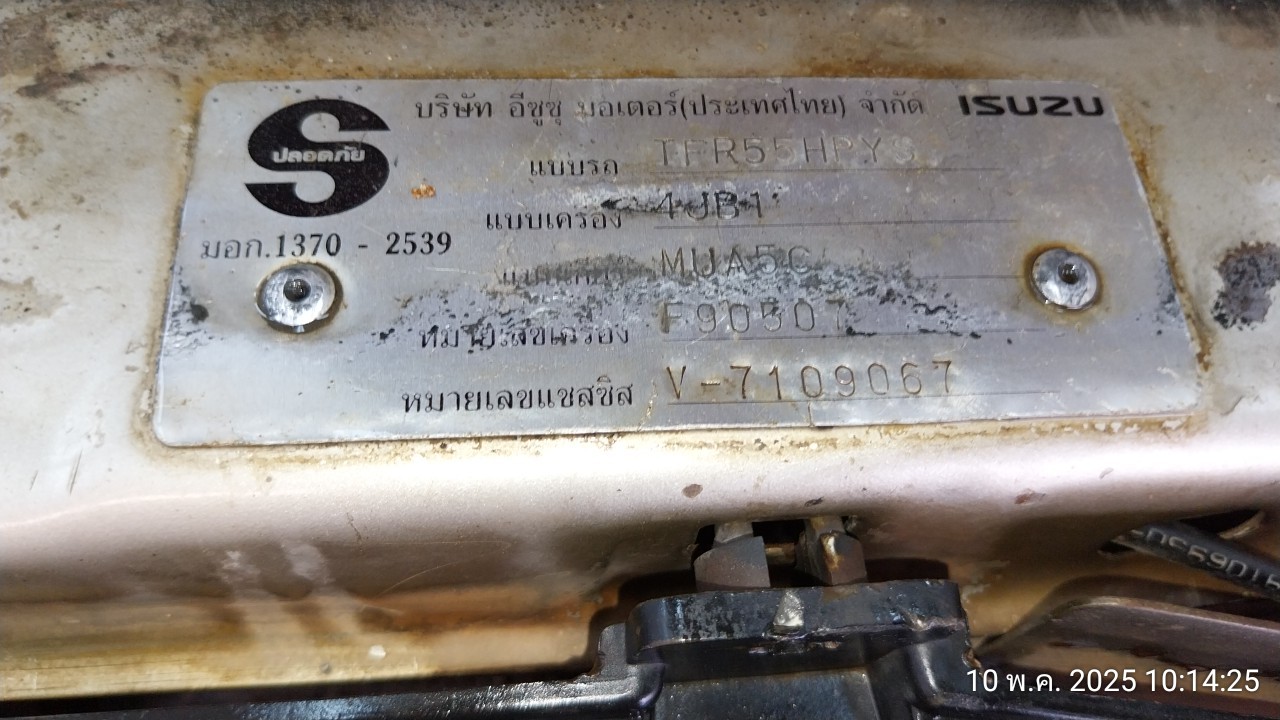 บริษัท อีซูซุ มอเตอร์(ประเทศไทย) จำกัด ISUZU
S
ปลอดภัย
แบบรถ TFR55HPYS
แบบเครื่อง 4JB1
มอก.1370 - 2539
MUA5C
หมายเลขเครื่อง F90507
หมายเลขแชสซิส V-7109067
10 พ.ค. 2025 10:14:25